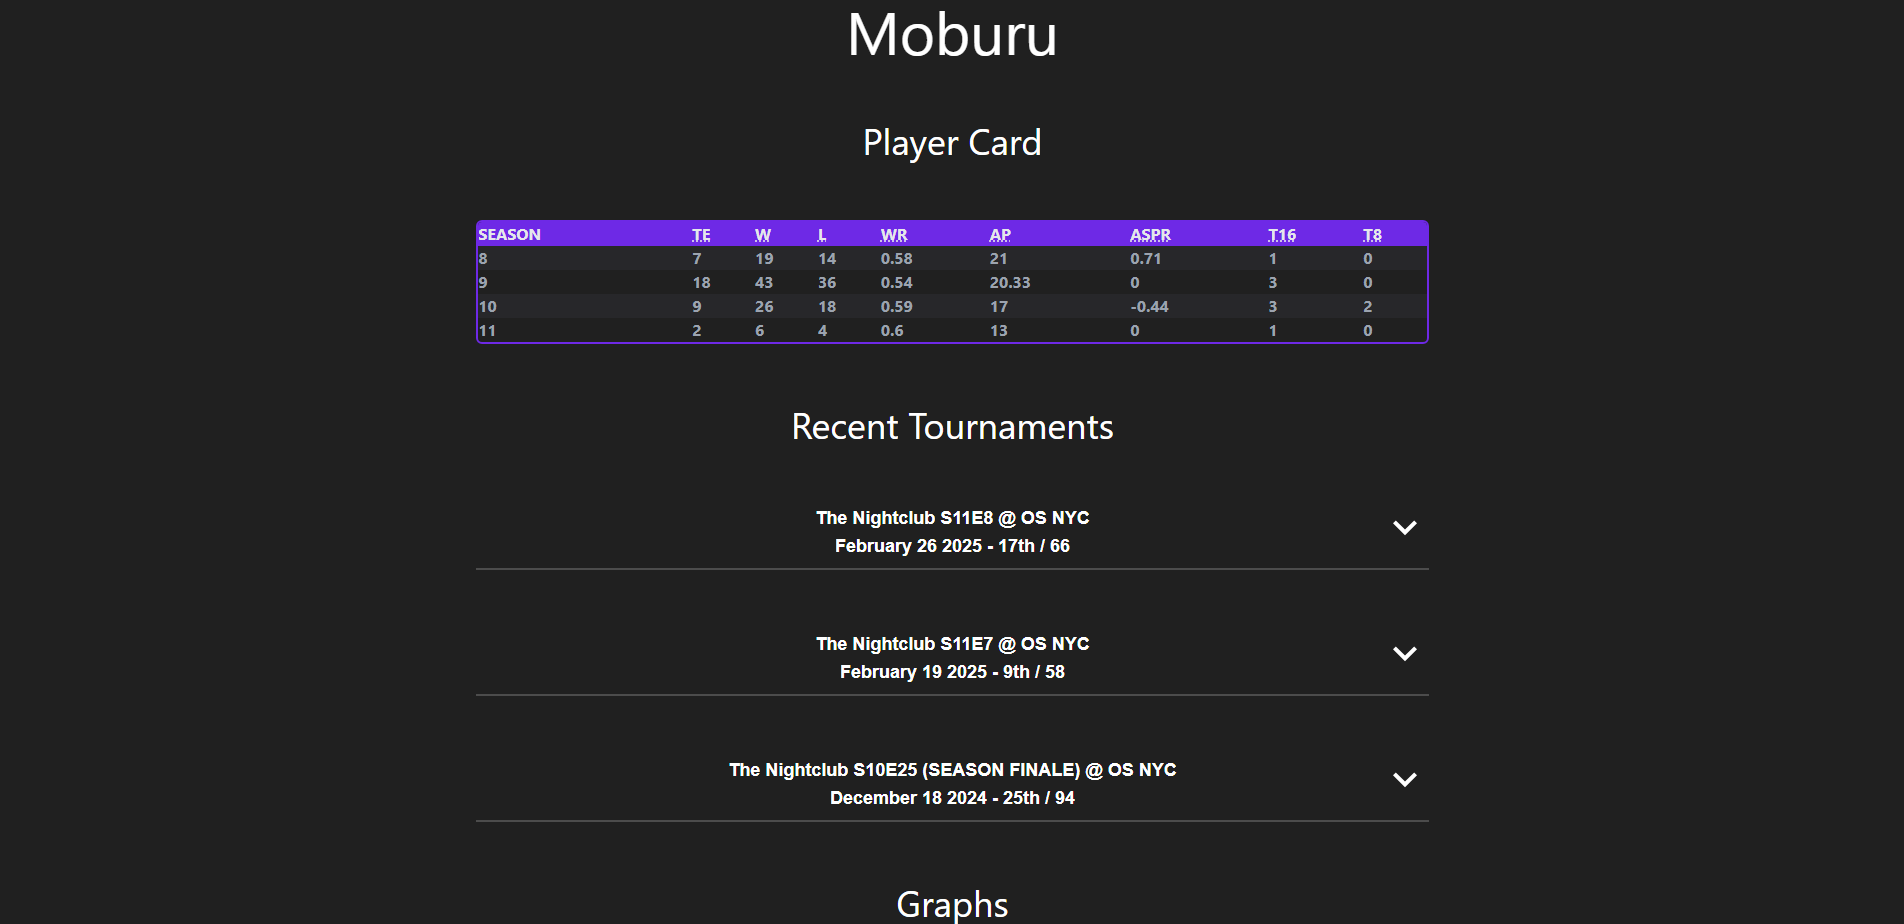 Moburu
Player Card
SEASON TE W L WR AP ASPR T16 T8
8 7 19 14 0.58 21 0.71 1 0
9 18 43 36 0.54 20.33 0 3 0
10 9 26 18 0.59 17 -0.44 3 2
11 2 6 4 0.6 13 0 1 0
Recent Tournaments
The Nightclub S11E8 @ OS NYC
February 26 2025 - 17th / 66
The Nightclub S11E7 @ OS NYC
February 19 2025 - 9th / 58
The Nightclub S10E25 (SEASON FINALE) @ OS NYC
December 18 2024 - 25th / 94
Graphs